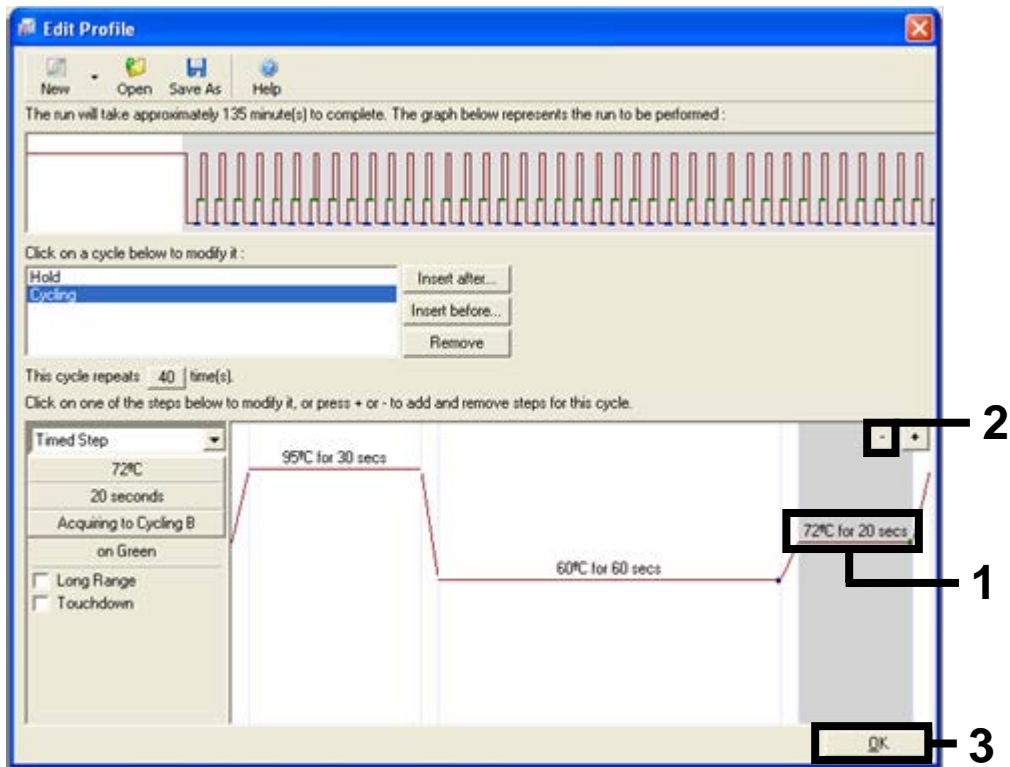 Edit Profile
New Open Save As Help
The run will take approximately 135 minute(s) to complete. The graph below represents the run to be performed :
Click on a cycle below to modify it :
Hold
Cycling
Insert after...
Insert before...
Remove
This cycle repeats 40 time(s).
Click on one of the steps below to modify it, or press + or - to add and remove steps for this cycle.
Timed Step
72ºC
20 seconds
Acquiring to Cycling B
on Green
Long Range
Touchdown
95ºC for 30 secs
60ºC for 60 secs
72ºC for 20 secs
- +
2
1
OK
3